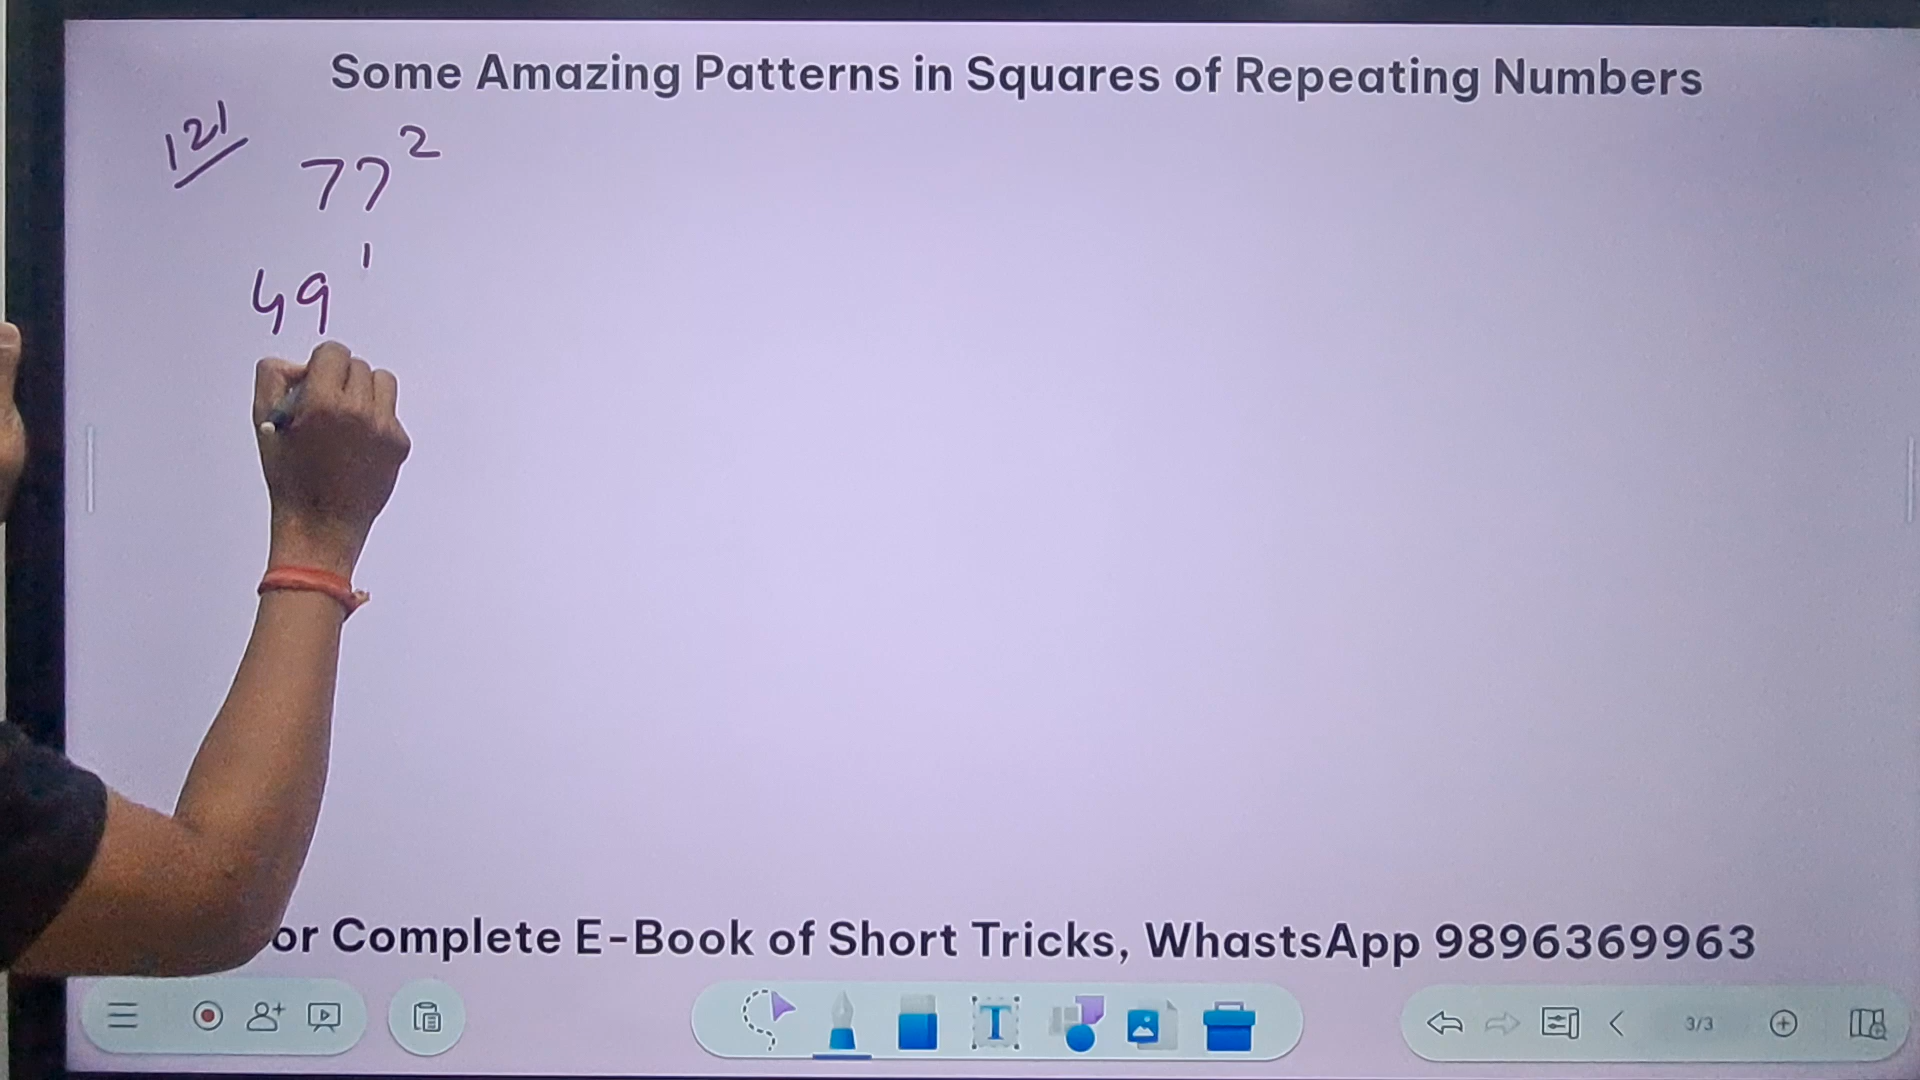 Some Amazing Patterns in Squares of Repeating Numbers
121
77²
49 1
or Complete E-Book of Short Tricks, WhastsApp 9896369963
T
3/3